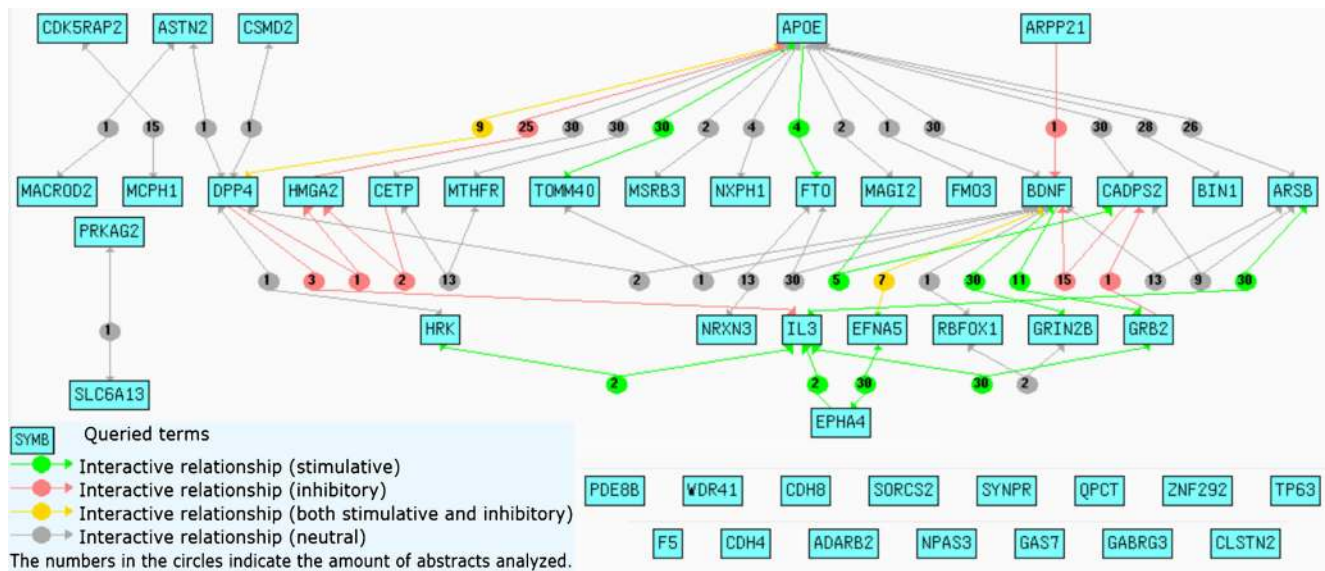 CDK5RAP2 ASTN2 CSMD2 APOE ARPP21
1 15 1 1 9 25 30 30 30 2 4 4 2 1 30 1 30 28 26
MACROD2 MCPH1 DPP4 HMGA2 CETP MTHFR TOMM40 MSRB3 NXPH1 FTO MAGI2 FMO3 BDNF CADPS2 BIN1 ARSB
PRKAG2
1 3 1 2 13 2 1 13 30 5 7 1 30 11 15 1 13 9 30
1 HRK NRXN3 IL3 EFNA5 RBFOX1 GRIN2B GRB2
2 2 30 30 2
SLC6A13
EPHA4
SYMB Queried terms
Interactive relationship (stimulative)
Interactive relationship (inhibitory)
Interactive relationship (both stimulative and inhibitory)
Interactive relationship (neutral)
The numbers in the circles indicate the amount of abstracts analyzed.
PDE8B WDR41 CDH8 SORCS2 SYNPR QPCT ZNF292 TP63
F5 CDH4 ADARB2 NPAS3 GAS7 GABRG3 CLSTN2